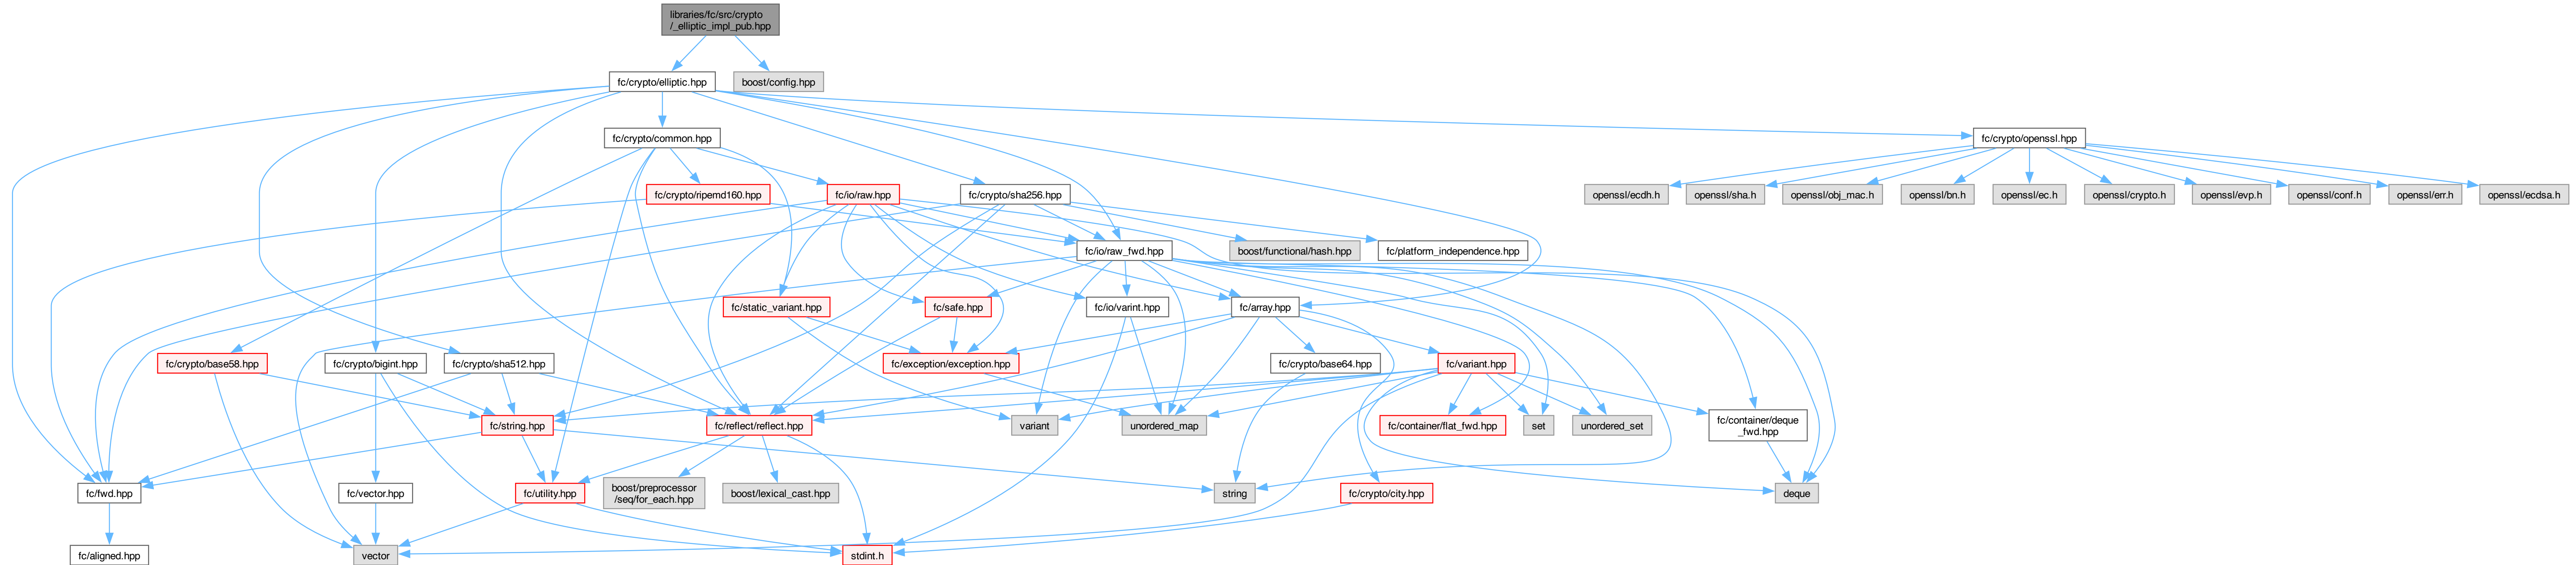 libraries/fc/src/crypto
/_elliptic_impl_pub.hpp
fc/crypto/elliptic.hpp
boost/config.hpp
fc/crypto/common.hpp
fc/crypto/openssl.hpp
fc/crypto/ripemd160.hpp
fc/io/raw.hpp
fc/crypto/sha256.hpp
openssl/ecdh.h
openssl/sha.h
openssl/obj_mac.h
openssl/bn.h
openssl/ec.h
openssl/crypto.h
openssl/evp.h
openssl/conf.h
openssl/err.h
openssl/ecdsa.h
fc/io/raw_fwd.hpp
boost/functional/hash.hpp
fc/platform_independence.hpp
fc/static_variant.hpp
fc/safe.hpp
fc/io/varint.hpp
fc/array.hpp
fc/crypto/base58.hpp
fc/crypto/bigint.hpp
fc/crypto/sha512.hpp
fc/exception/exception.hpp
fc/crypto/base64.hpp
fc/variant.hpp
fc/string.hpp
fc/reflect/reflect.hpp
variant
unordered_map
fc/container/flat_fwd.hpp
set
unordered_set
fc/container/deque
_fwd.hpp
fc/fwd.hpp
fc/vector.hpp
fc/utility.hpp
boost/preprocessor
/seq/for_each.hpp
boost/lexical_cast.hpp
string
fc/crypto/city.hpp
deque
fc/aligned.hpp
vector
stdint.h